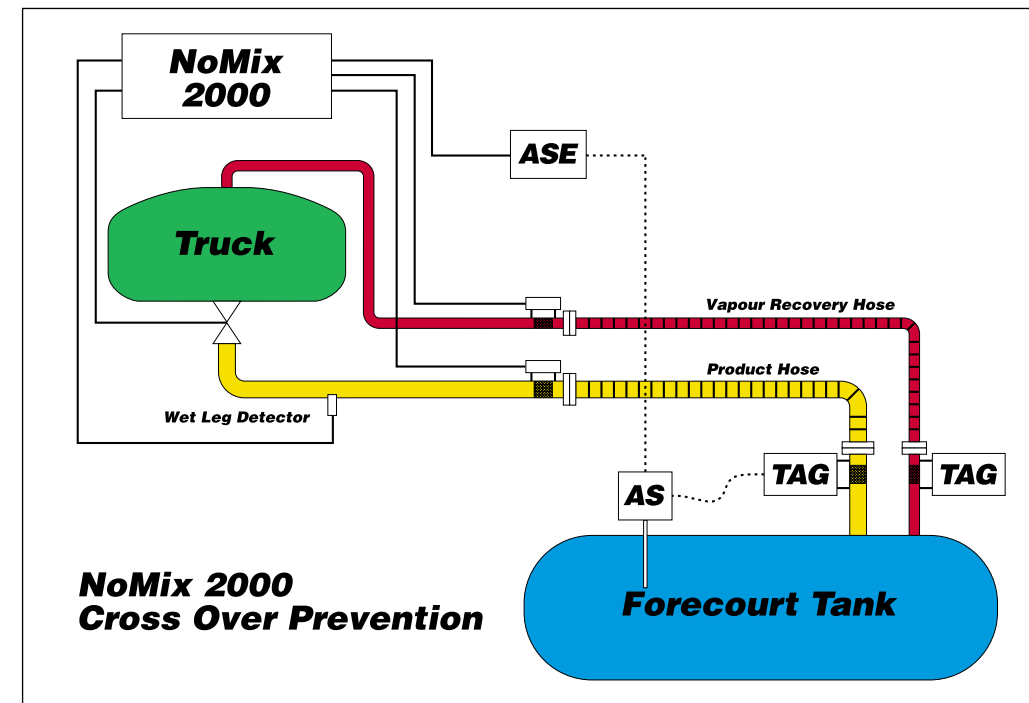 NoMix
2000
ASE
Truck
Vapour Recovery Hose
Product Hose
Wet Leg Detector
TAG
TAG
AS
NoMix 2000
Cross Over Prevention
Forecourt Tank